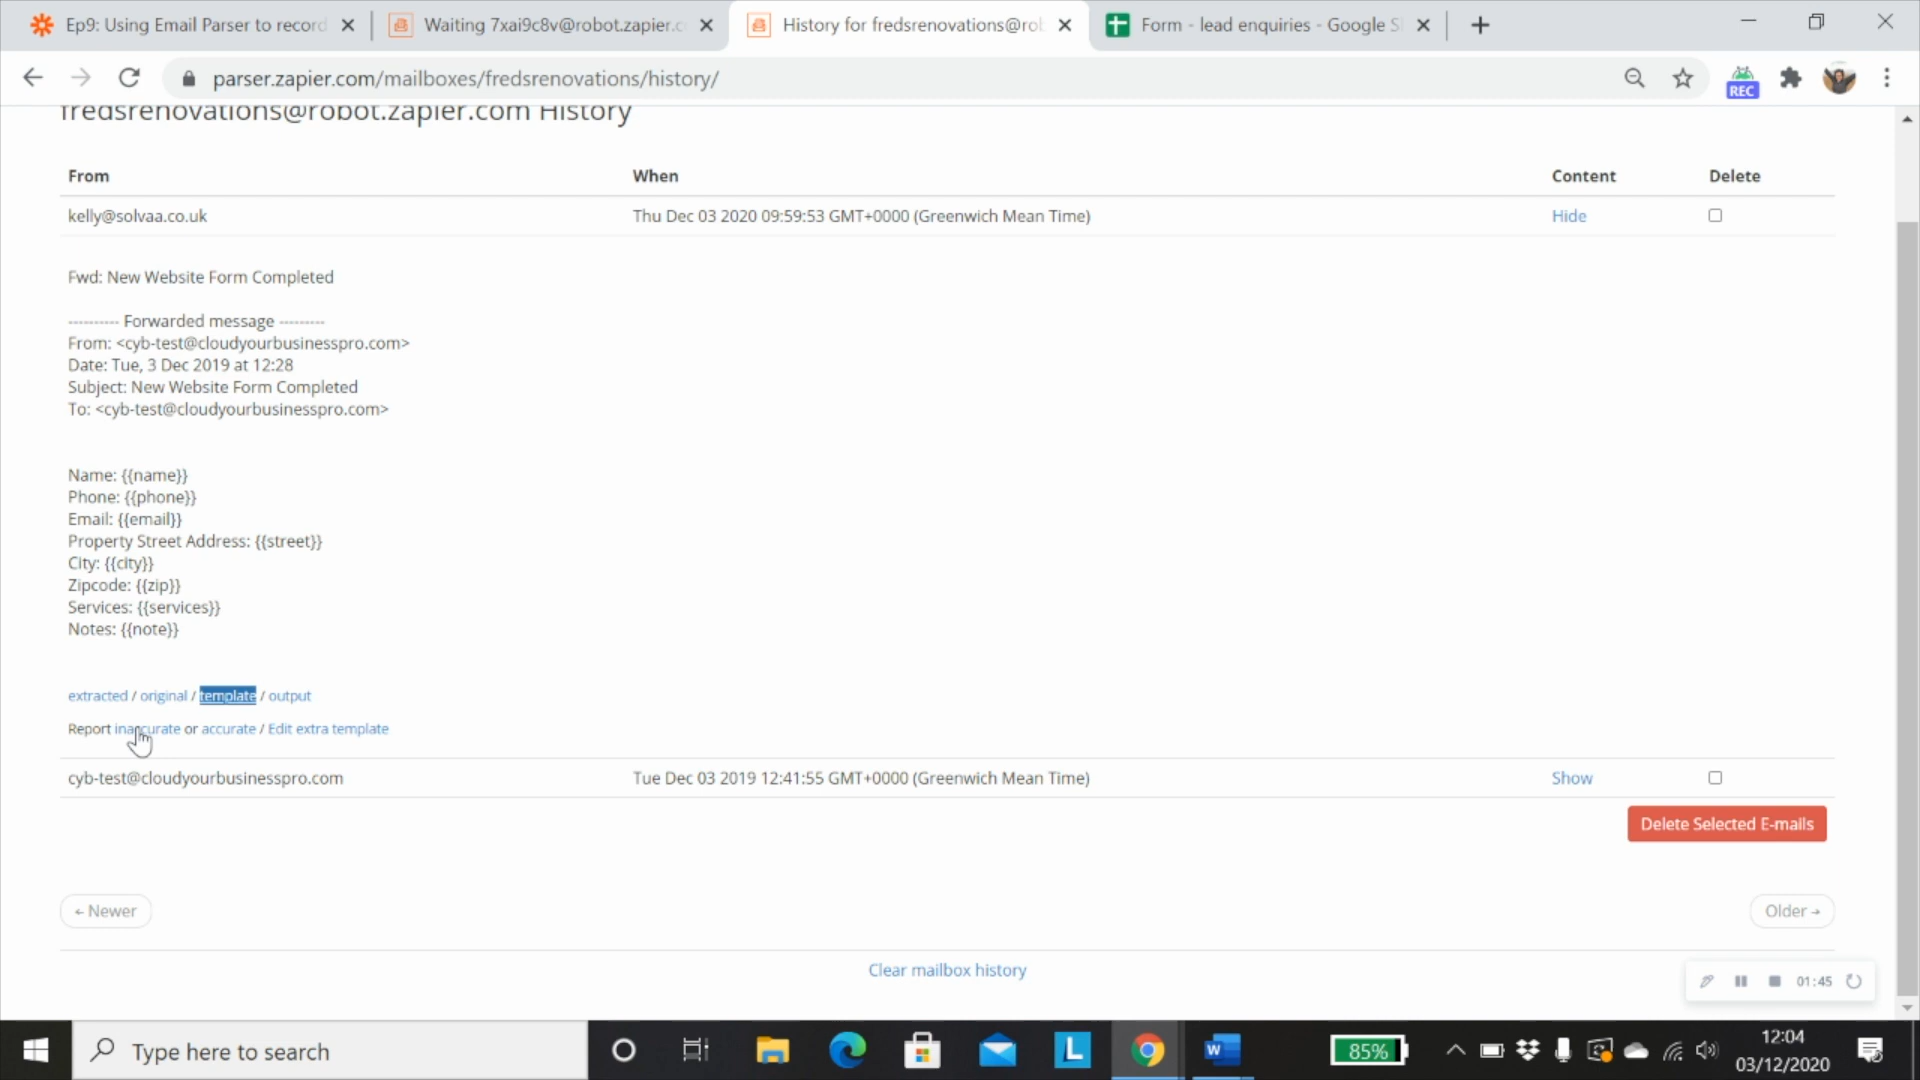 Ep9: Using Email Parser to record
Waiting 7xai9c8v@robot.zapier.c
History for fredsrenovations@rob
Form - lead enquiries - Google S
parser.zapier.com/mailboxes/fredsrenovations/history/
REC
fredsrenovations@robot.zapier.com History
From When Content Delete
kelly@solvaa.co.uk Thu Dec 03 2020 09:59:53 GMT+0000 (Greenwich Mean Time) Hide
Fwd: New Website Form Completed
---------- Forwarded message ---------
From: <cyb-test@cloudyourbusinesspro.com>
Date: Tue, 3 Dec 2019 at 12:28
Subject: New Website Form Completed
To: <cyb-test@cloudyourbusinesspro.com>
Name: {{name}}
Phone: {{phone}}
Email: {{email}}
Property Street Address: {{street}}
City: {{city}}
Zipcode: {{zip}}
Services: {{services}}
Notes: {{note}}
extracted / original / template / output
Report inaccurate or accurate / Edit extra template
cyb-test@cloudyourbusinesspro.com Tue Dec 03 2019 12:41:55 GMT+0000 (Greenwich Mean Time) Show
Delete Selected E-mails
← Newer Older →
Clear mailbox history
01:45
Type here to search
L
W
85%
12:04
03/12/2020